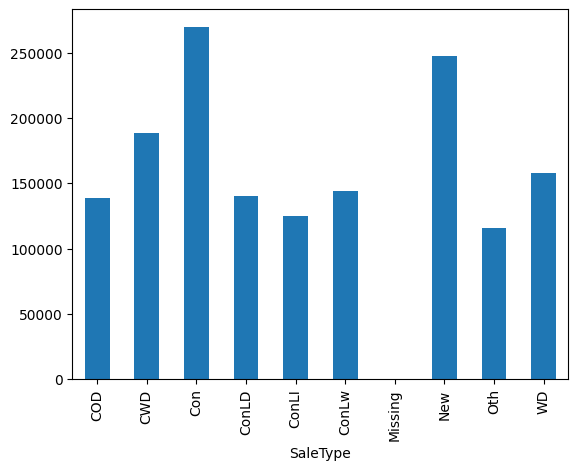 250000
200000
150000
100000
50000
0
COD
CWD
Con
ConLD
ConLI
ConLw
Missing
New
Oth
WD
SaleType